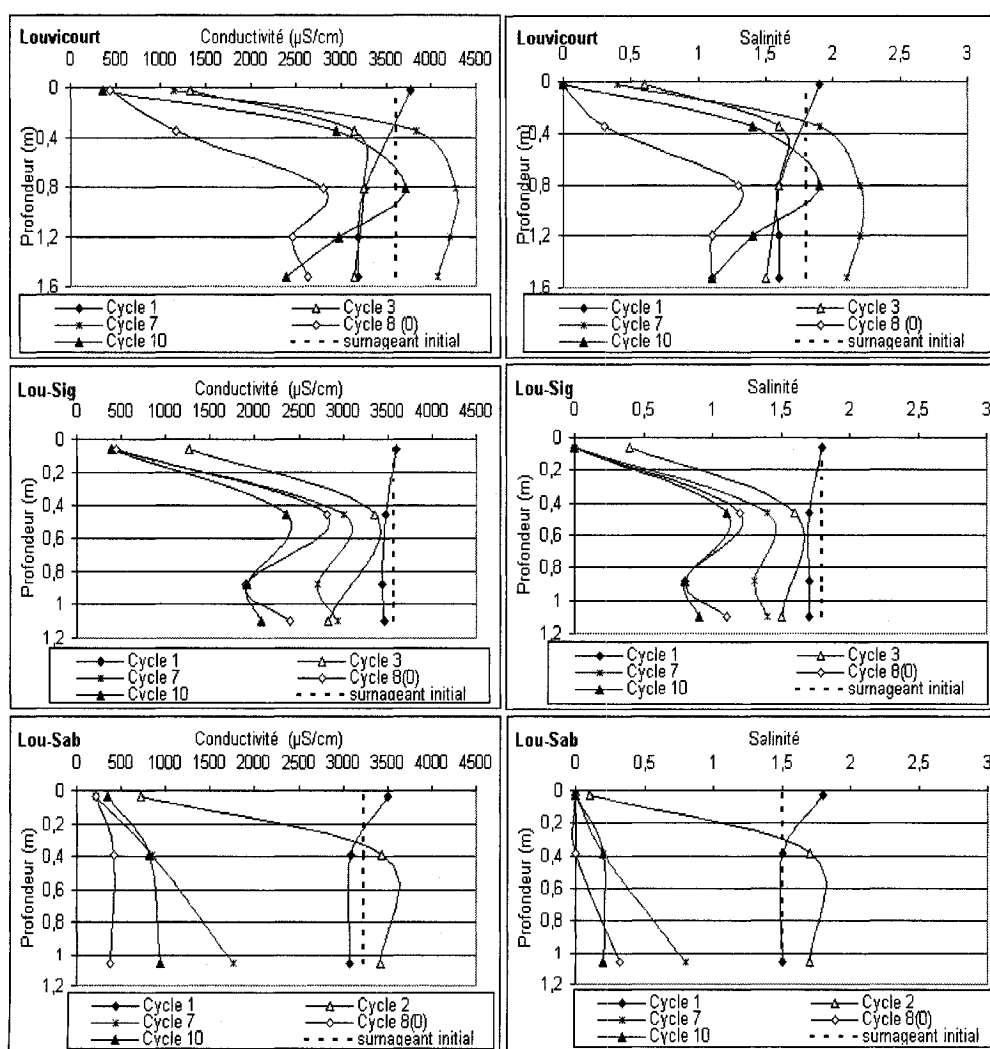 Louvicourt Conductivité (µS/cm)
0 500 1000 1500 2000 2500 3000 3500 4000 4500
Profondeur (m)
0
0,4
0,8
1,2
1,6
Cycle 1 Cycle 3
Cycle 7 Cycle 8 (0)
Cycle 10 surnageant initial
Louvicourt Salinité
0 0,5 1 1,5 2 2,5 3
Profondeur (m)
0
0,4
0,8
1,2
1,6
Cycle 1 Cycle 3
Cycle 7 Cycle 8 (0)
Cycle 10 surnageant initial
Lou-Sig Conductivité (µS/cm)
0 500 1000 1500 2000 2500 3000 3500 4000 4500
Profondeur (m)
0
0,2
0,4
0,6
0,8
1
1,2
Cycle 1 Cycle 3
Cycle 7 Cycle 8(0)
Cycle 10 surnageant initial
Lou-Sig Salinité
0 0,5 1 1,5 2 2,5 3
Profondeur (m)
0
0,2
0,4
0,6
0,8
1
1,2
Cycle 1 Cycle 3
Cycle 7 Cycle 8(0)
Cycle 10 surnageant initial
Lou-Sab Conductivité (µS/cm)
0 500 1000 1500 2000 2500 3000 3500 4000 4500
Profondeur (m)
0
0,2
0,4
0,6
0,8
1
1,2
Cycle 1 Cycle 2
Cycle 7 Cycle 8(0)
Cycle 10 surnageant initial
Lou-Sab Salinité
0 0,5 1 1,5 2 2,5 3
Profondeur (m)
0
0,2
0,4
0,6
0,8
1
1,2
Cycle 1 Cycle 2
Cycle 7 Cycle 8(0)
Cycle 10 surnageant initial